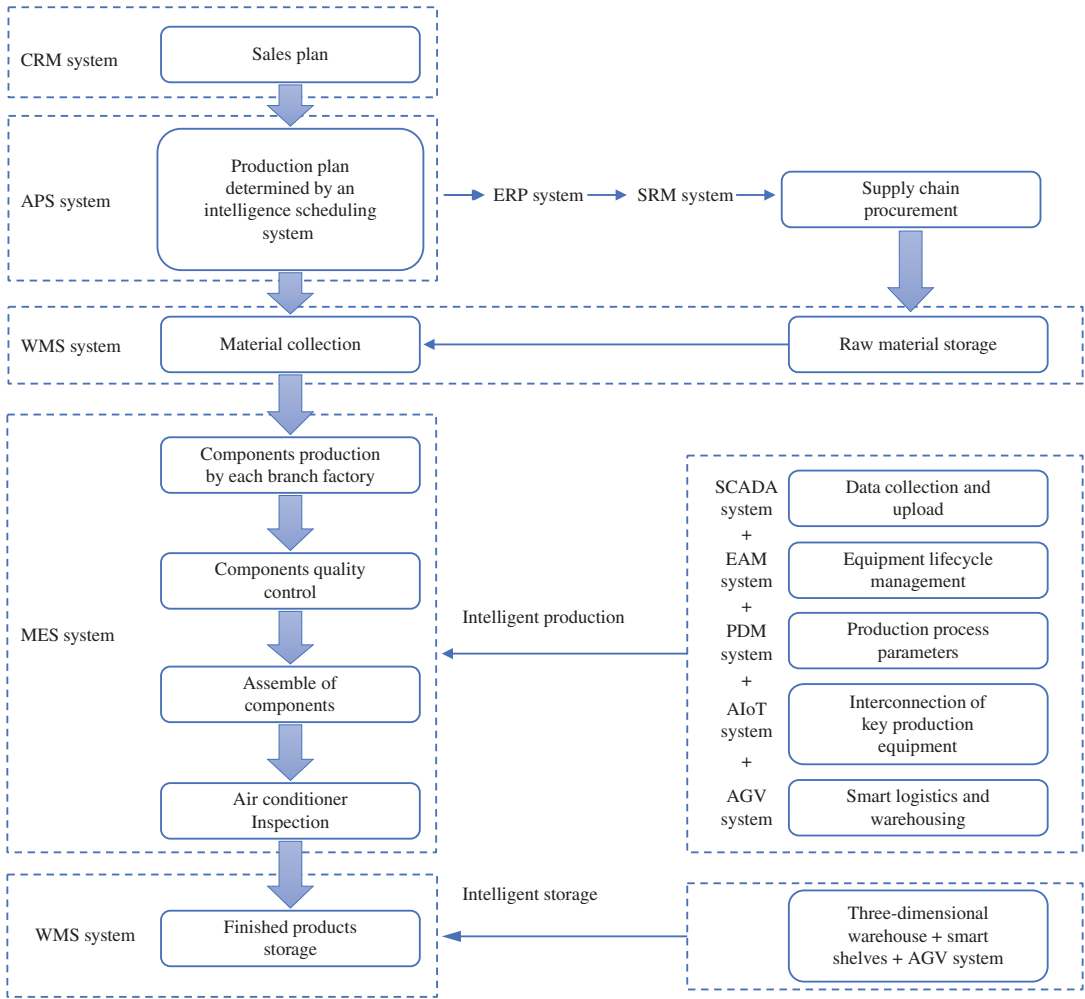 CRM system
Sales plan
APS system
Production plan
determined by an
intelligence scheduling
system
ERP system
SRM system
Supply chain
procurement
WMS system
Material collection
Raw material storage
MES system
Components production
by each branch factory
Components quality
control
Assemble of
components
Air conditioner
Inspection
Intelligent production
SCADA
system
Data collection and
upload
+
EAM
system
Equipment lifecycle
management
+
PDM
system
Production process
parameters
+
AIoT
system
Interconnection of
key production
equipment
+
AGV
system
Smart logistics and
warehousing
WMS system
Finished products
storage
Intelligent storage
Three-dimensional
warehouse + smart
shelves + AGV system